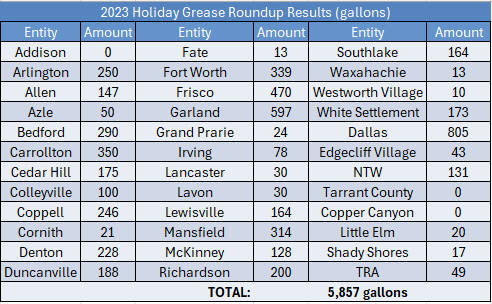 2023 Holiday Grease Roundup Results (gallons)
Entity Amount Entity Amount Entity Amount
Addison 0 Fate 13 Southlake 164
Arlington 250 Fort Worth 339 Waxahachie 13
Allen 147 Frisco 470 Westworth Village 10
Azle 50 Garland 597 White Settlement 173
Bedford 290 Grand Prarie 24 Dallas 805
Carrollton 350 Irving 78 Edgecliff Village 43
Cedar Hill 175 Lancaster 30 NTW 131
Colleyville 100 Lavon 30 Tarrant County 0
Coppell 246 Lewisville 164 Copper Canyon 0
Cornith 21 Mansfield 314 Little Elm 20
Denton 228 McKinney 128 Shady Shores 17
Duncanville 188 Richardson 200 TRA 49
TOTAL: 5,857 gallons